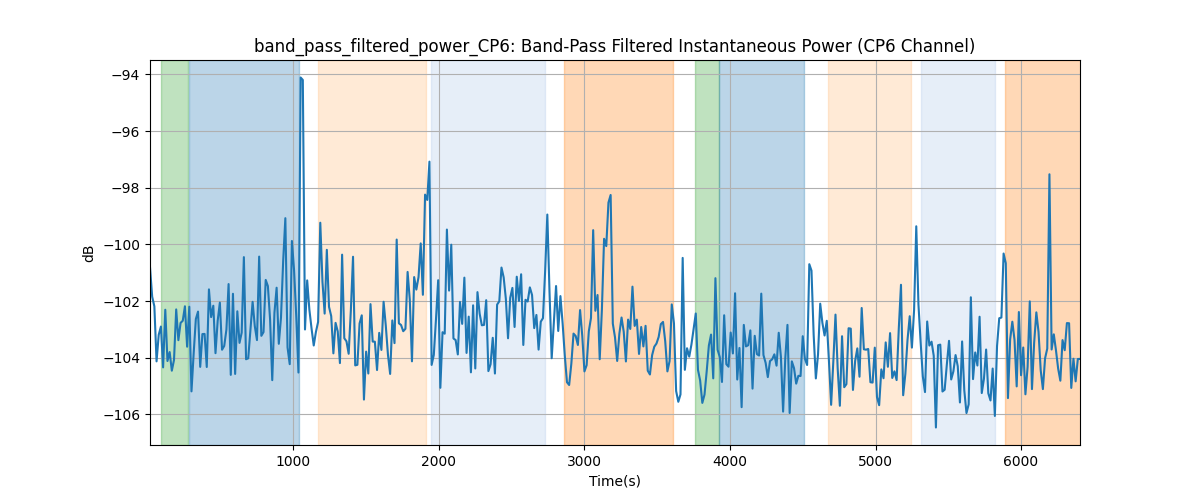 band_pass_filtered_power_CP6: Band-Pass Filtered Instantaneous Power (CP6 Channel)
−94
−96
−98
−100
−102
−104
−106
dB
1000 2000 3000 4000 5000 6000
Time(s)